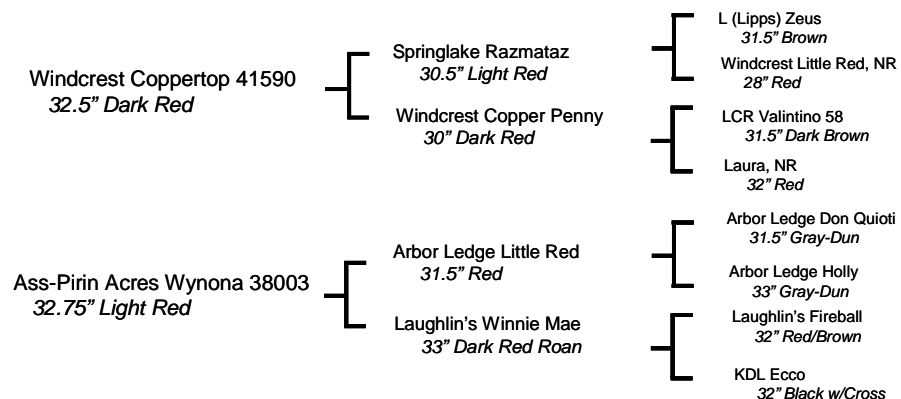 Windcrest Coppertop 41590
32.5” Dark Red
Springlake Razmataz
30.5” Light Red
Windcrest Copper Penny
30” Dark Red
L (Lipps) Zeus
31.5” Brown
Windcrest Little Red, NR
28” Red
LCR Valintino 58
31.5” Dark Brown
Laura, NR
32” Red
Ass-Pirin Acres Wynona 38003
32.75” Light Red
Arbor Ledge Little Red
31.5” Red
Laughlin’s Winnie Mae
33” Dark Red Roan
Arbor Ledge Don Quioti
31.5” Gray-Dun
Arbor Ledge Holly
33” Gray-Dun
Laughlin’s Fireball
32” Red/Brown
KDL Ecco
32” Black w/Cross